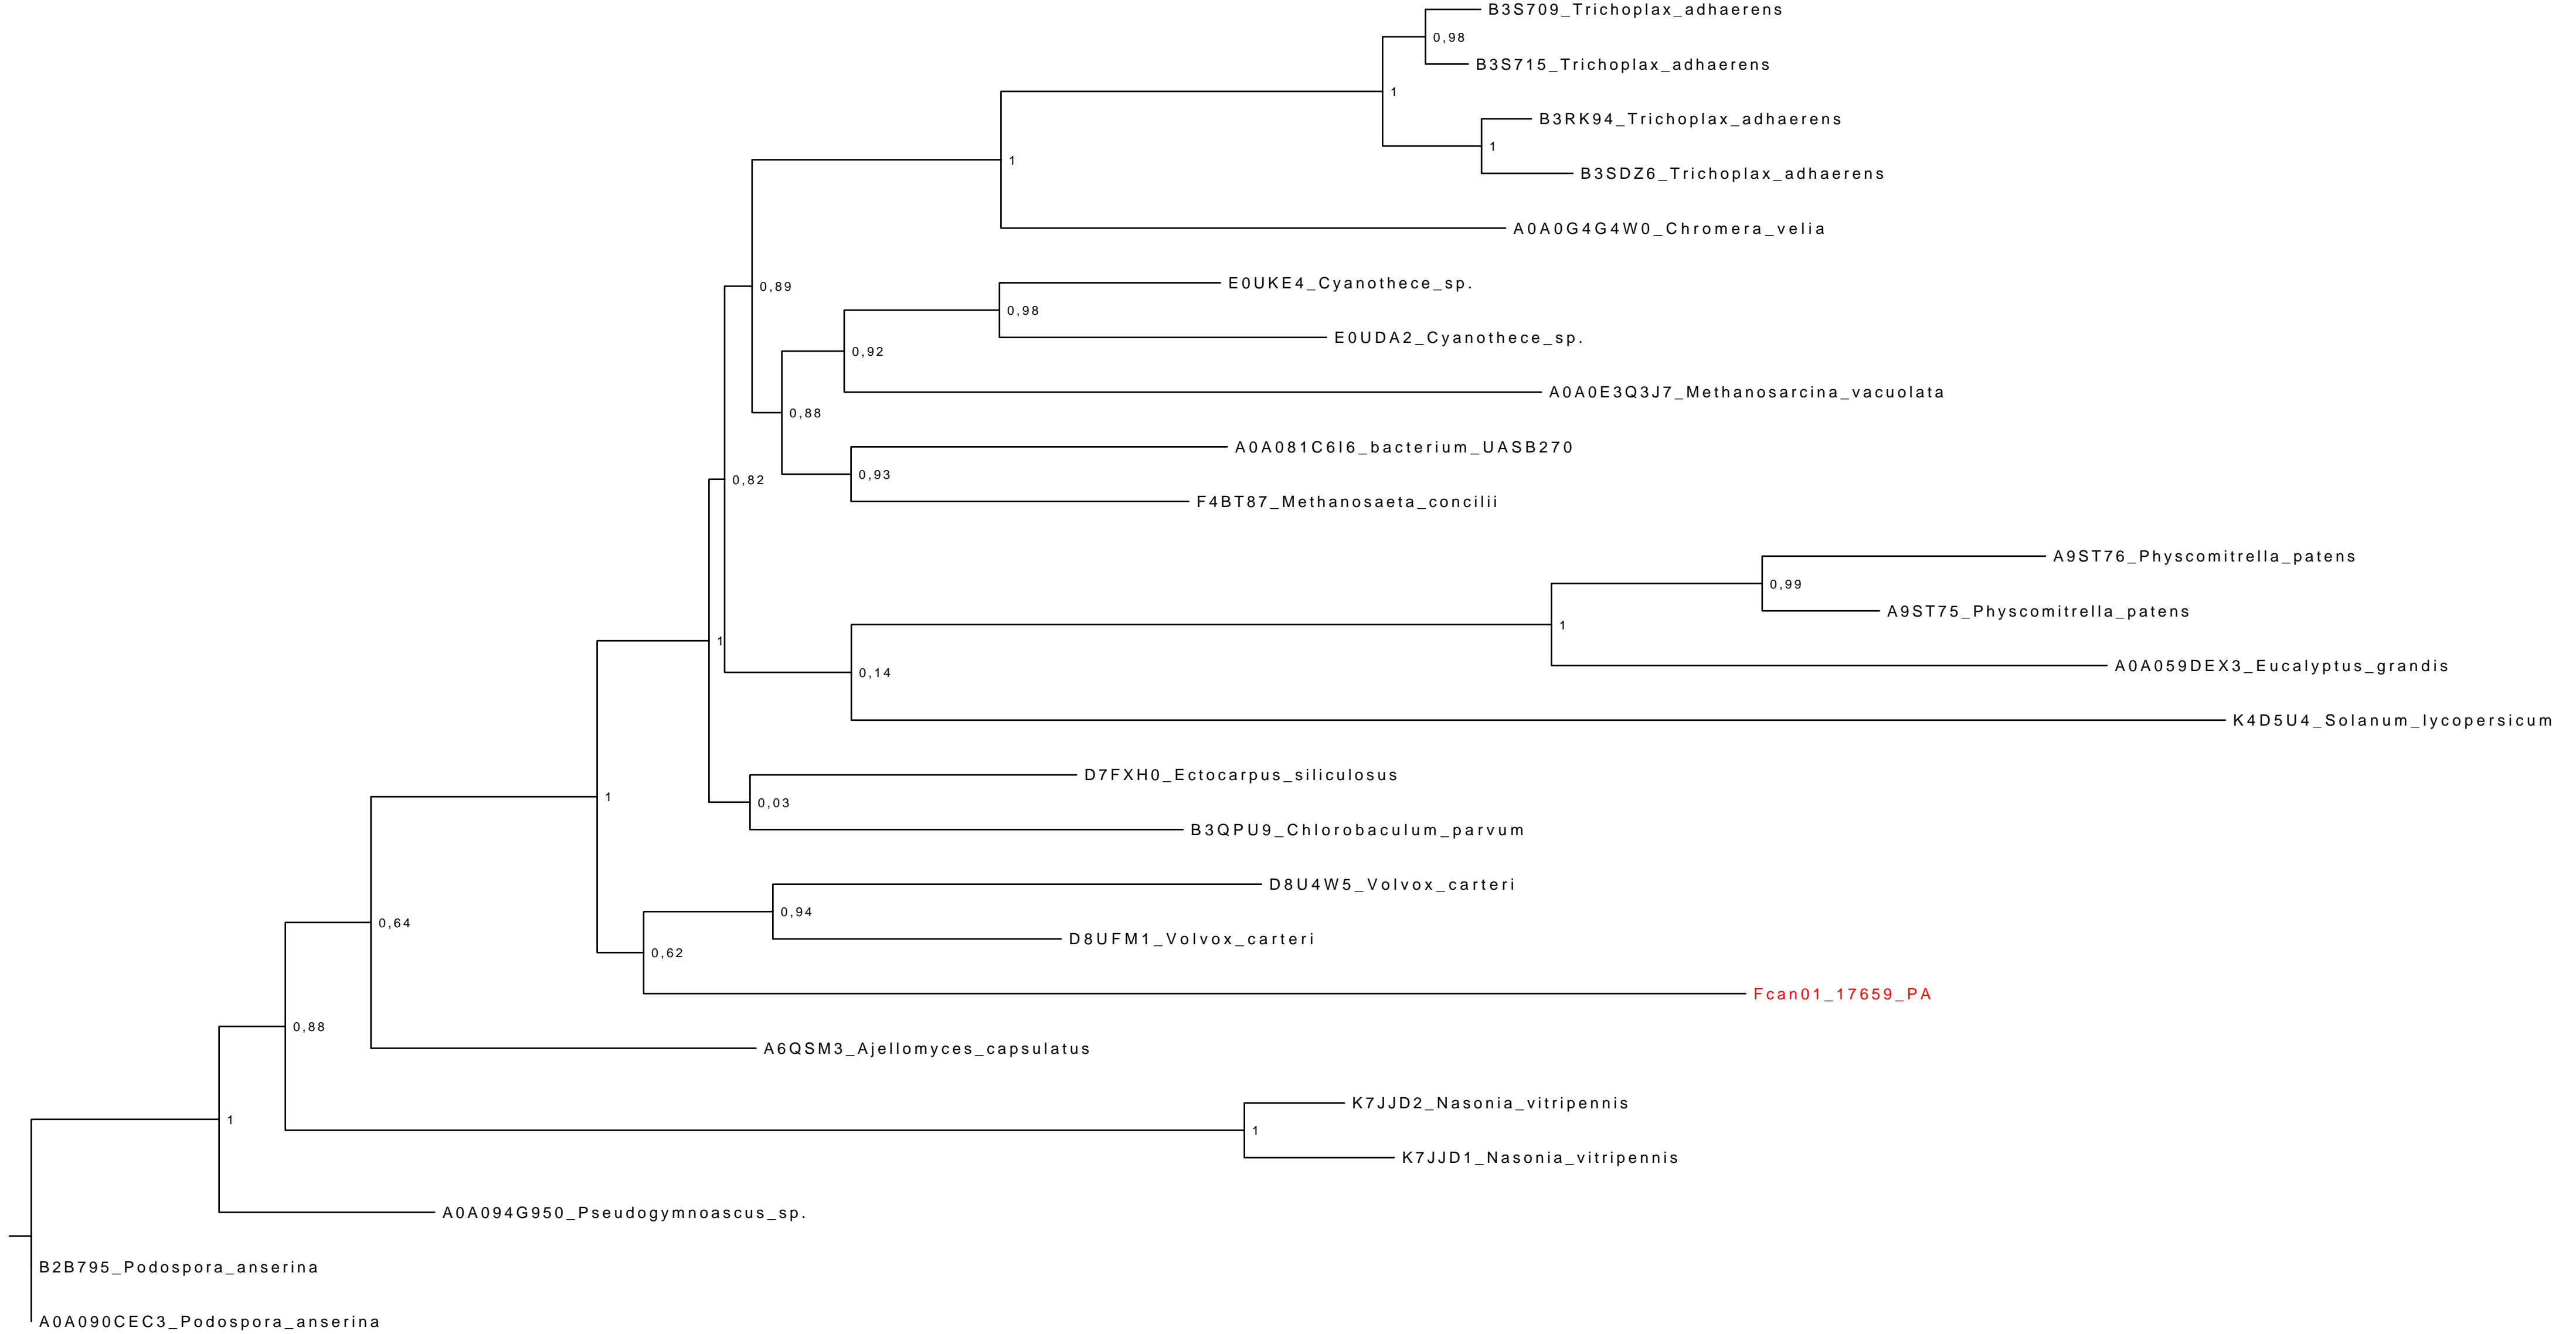 B3S709_Trichoplax_adhaerens
0,98
B3S715_Trichoplax_adhaerens
1
B3RK94_Trichoplax_adhaerens
1
B3SDZ6_Trichoplax_adhaerens
1
A0A0G4G4W0_Chromera_velia
E0UKE4_Cyanothece_sp.
0,89
0,98
E0UDA2_Cyanothece_sp.
0,92
A0A0E3Q3J7_Methanosarcina_vacuolata
0,88
A0A081C6I6_bacterium_UASB270
0,93
0,82
F4BT87_Methanosaeta_concilii
A9ST76_Physcomitrella_patens
0,99
A9ST75_Physcomitrella_patens
1
1
A0A059DEX3_Eucalyptus_grandis
0,14
K4D5U4_Solanum_lycopersicum
D7FXH0_Ectocarpus_siliculosus
1
0,03
B3QPU9_Chlorobaculum_parvum
D8U4W5_Volvox_carteri
0,94
0,64
D8UFM1_Volvox_carteri
0,62
Fcan01_17659_PA
0,88
A6QSM3_Ajellomyces_capsulatus
K7JJD2_Nasonia_vitripennis
1
1
K7JJD1_Nasonia_vitripennis
A0A094G950_Pseudogymnoascus_sp.
B2B795_Podospora_anserina
A0A090CEC3_Podospora_anserina